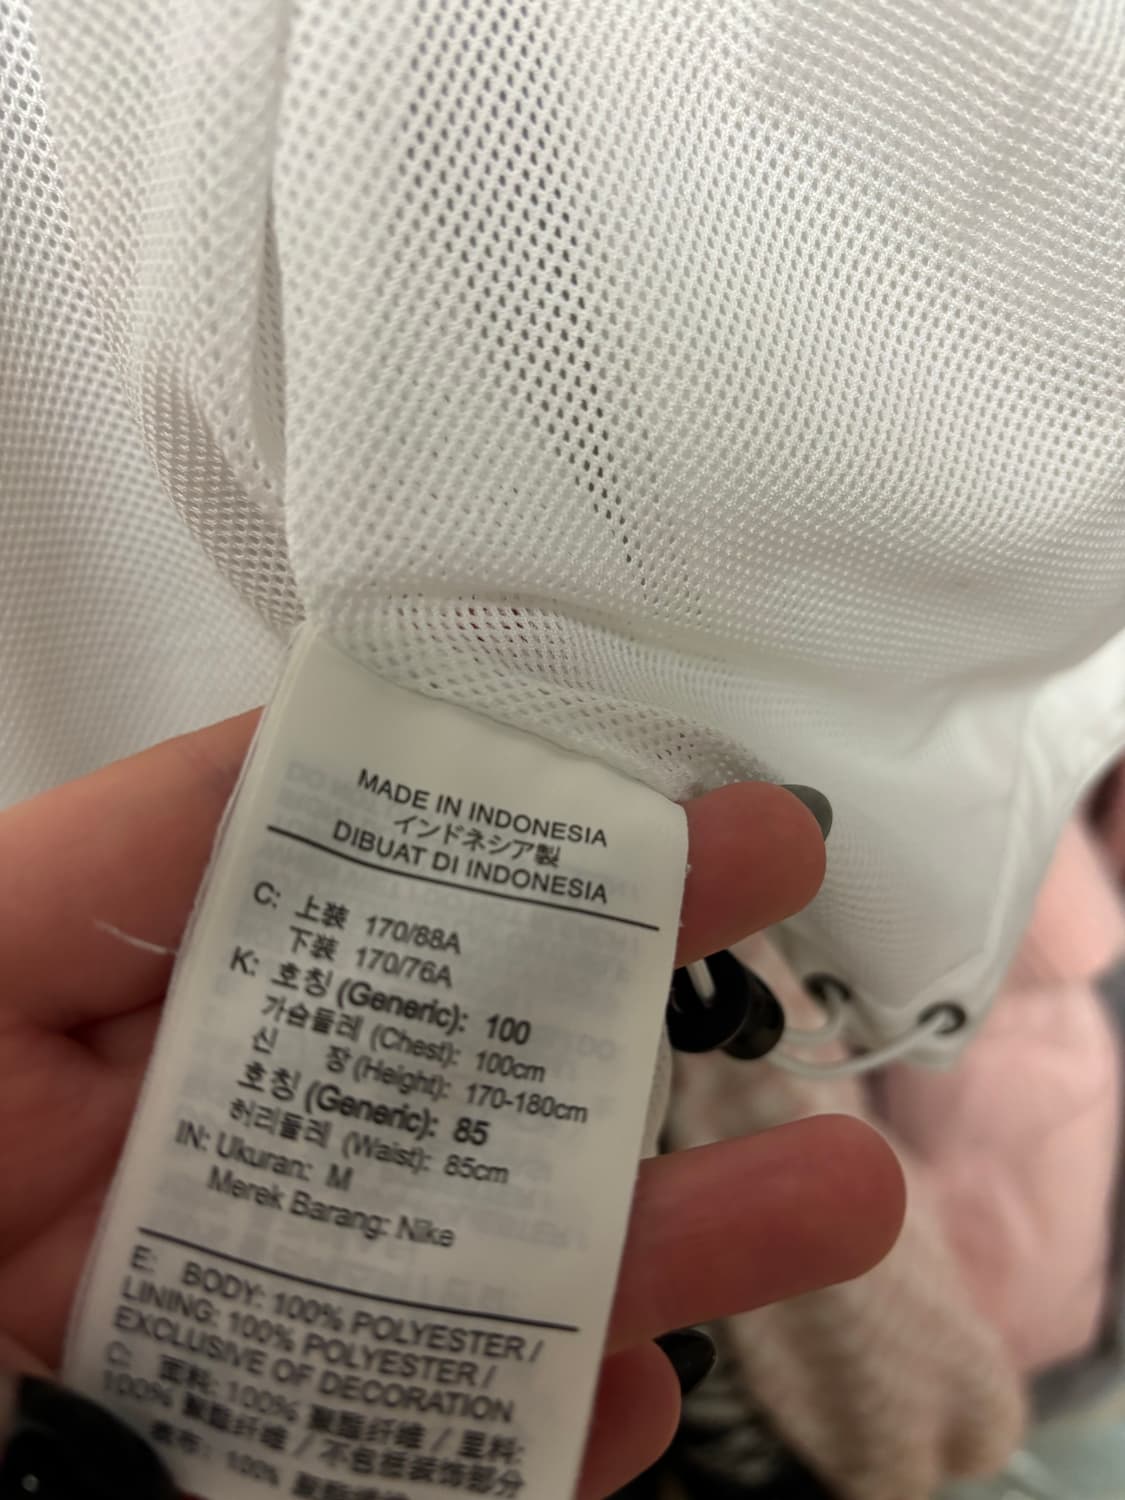 MADE IN INDONESIA
インドネシア製
DIBUAT DI INDONESIA
C: 上装 170/88A
下装 170/76A
K: 호칭 (Generic): 100
가슴둘레 (Chest): 100cm
신 장 (Height): 170-180cm
호칭 (Generic): 85
허리둘레 (Waist): 85cm
IN: Ukuran: M
Merek Barang: Nike
E: BODY: 100% POLYESTER /
LINING: 100% POLYESTER /
EXCLUSIVE OF DECORATION
C: 面料: 100% 聚酯纤维 / 里料:
100% 聚酯纤维 / 不包括装饰部分
表布: 100%